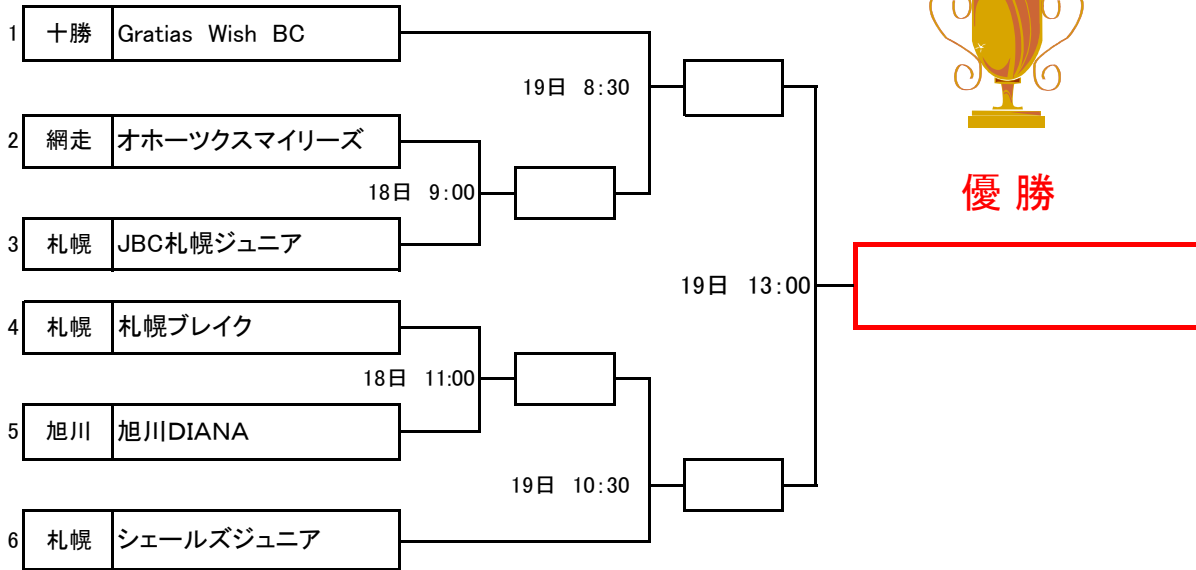 1 十勝 Gratias Wish BC
19日 8:30
2 網走 オホーツクスマイリーズ
優 勝
18日 9:00
3 札幌 JBC札幌ジュニア
19日 13:00
4 札幌 札幌ブレイク
18日 11:00
5 旭川 旭川DIANA
19日 10:30
6 札幌 シェールズジュニア